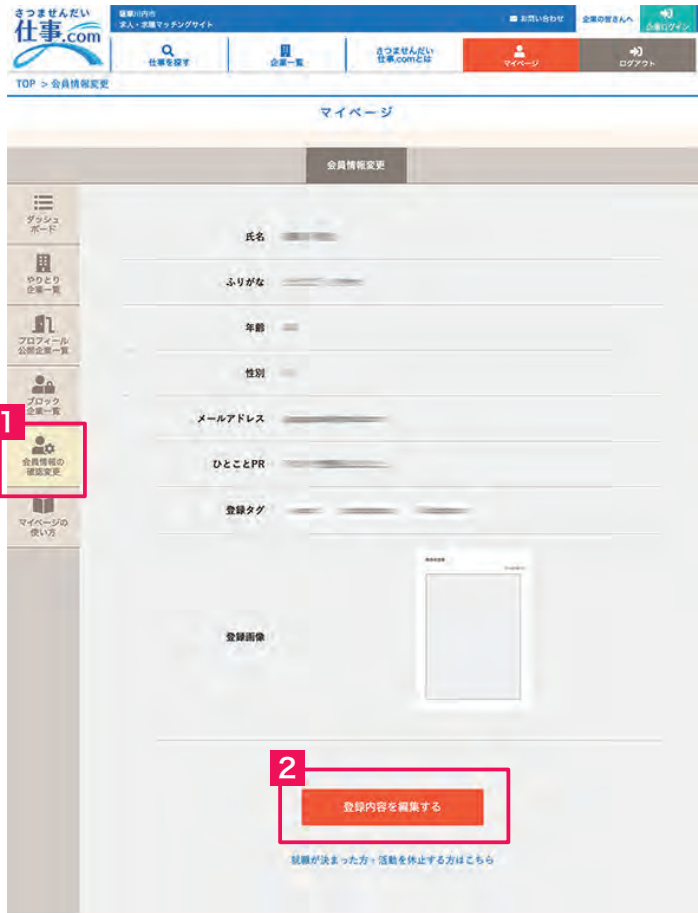 さつませんだい
仕事.com
薩摩川内市
求人・求職マッチングサイト
お問い合わせ
企業の皆さんへ
企業ログイン
仕事を探す
企業一覧
さつませんだい
仕事.comとは
マイページ
ログアウト
TOP > 会員情報変更
マイページ
会員情報変更
ダッシュ
ボード
やりとり
企業一覧
プロフィール
公開企業一覧
ブロック
企業一覧
1
会員情報の
確認変更
マイページの
使い方
氏名
ふりがな
年齢
性別
メールアドレス
ひとことPR
登録タグ
登録画像
2
登録内容を編集する
就職が決まった方・活動を休止する方はこちら